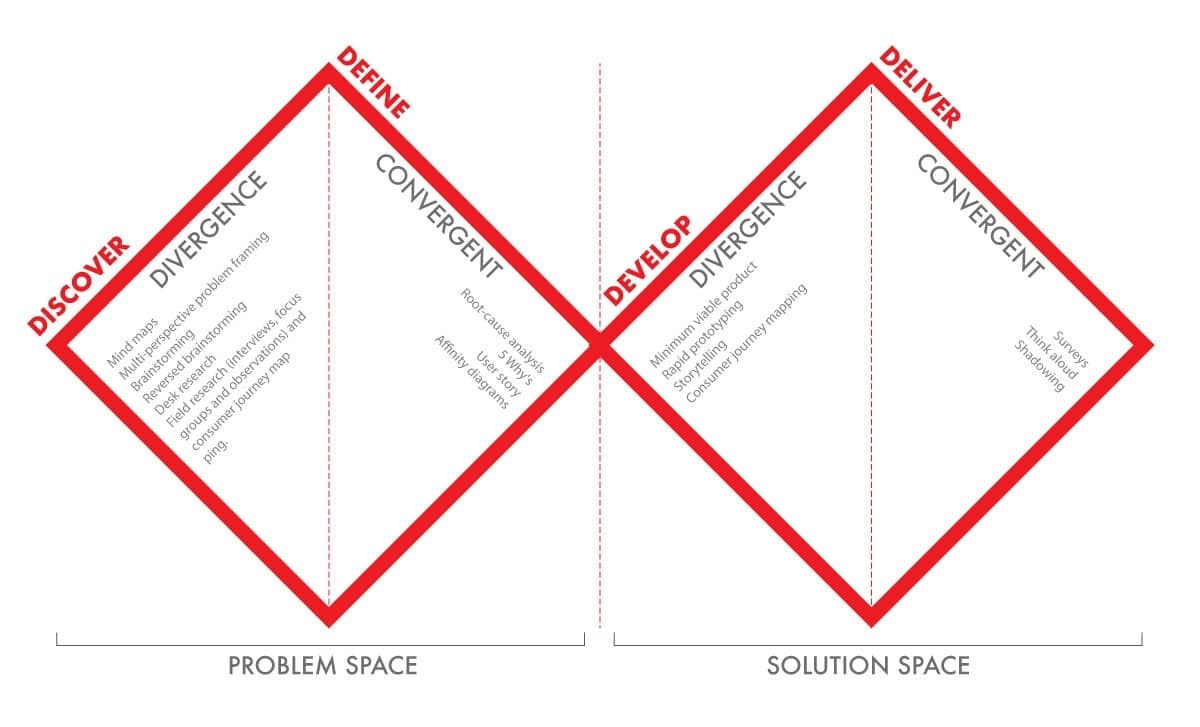 DISCOVER
DIVERGENCE
Mind maps
Multi-perspective problem framing
Brainstorming
Reversed brainstorming
Desk research
Field research (interviews, focus
groups and observations) and
consumer journey map
ping.
DEFINE
CONVERGENT
Root-cause analysis
5 Why's
User story
Affinity diagrams
DEVELOP
DIVERGENCE
Minimum viable product
Rapid prototyping
Storytelling
Consumer journey mapping
DELIVER
CONVERGENT
Surveys
Think aloud
Shadowing
PROBLEM SPACE
SOLUTION SPACE